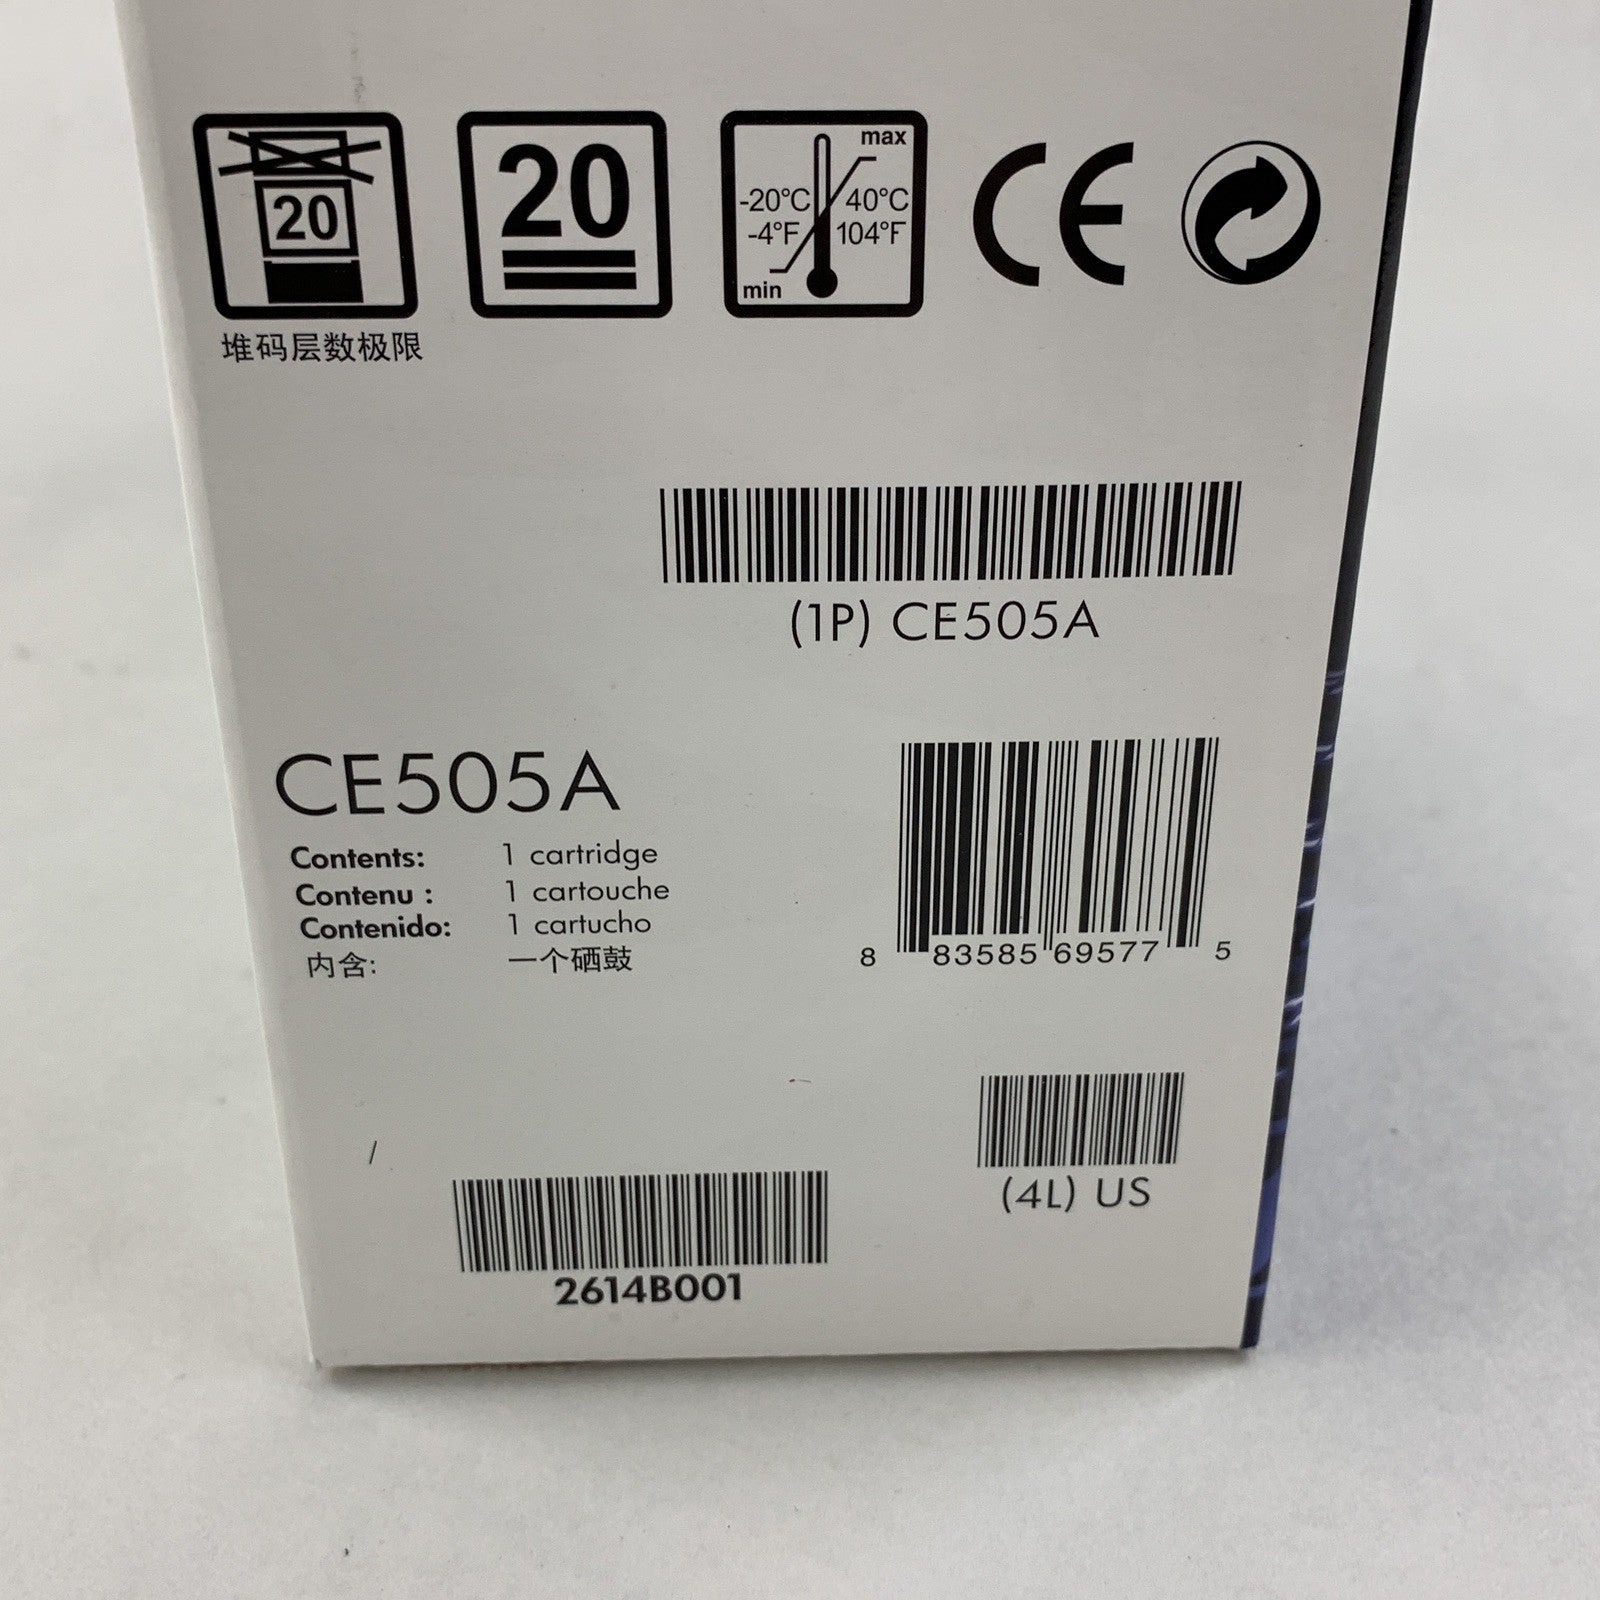 20
20
max
-20°C 40°C
-4°F 104°F
min
CE
堆码层数极限
(1P) CE505A
CE505A
Contents: 1 cartridge
Contenu : 1 cartouche
Contenido: 1 cartucho
内含: 一个硒鼓
8 83585 69577 5
(4L) US
/
2614B001